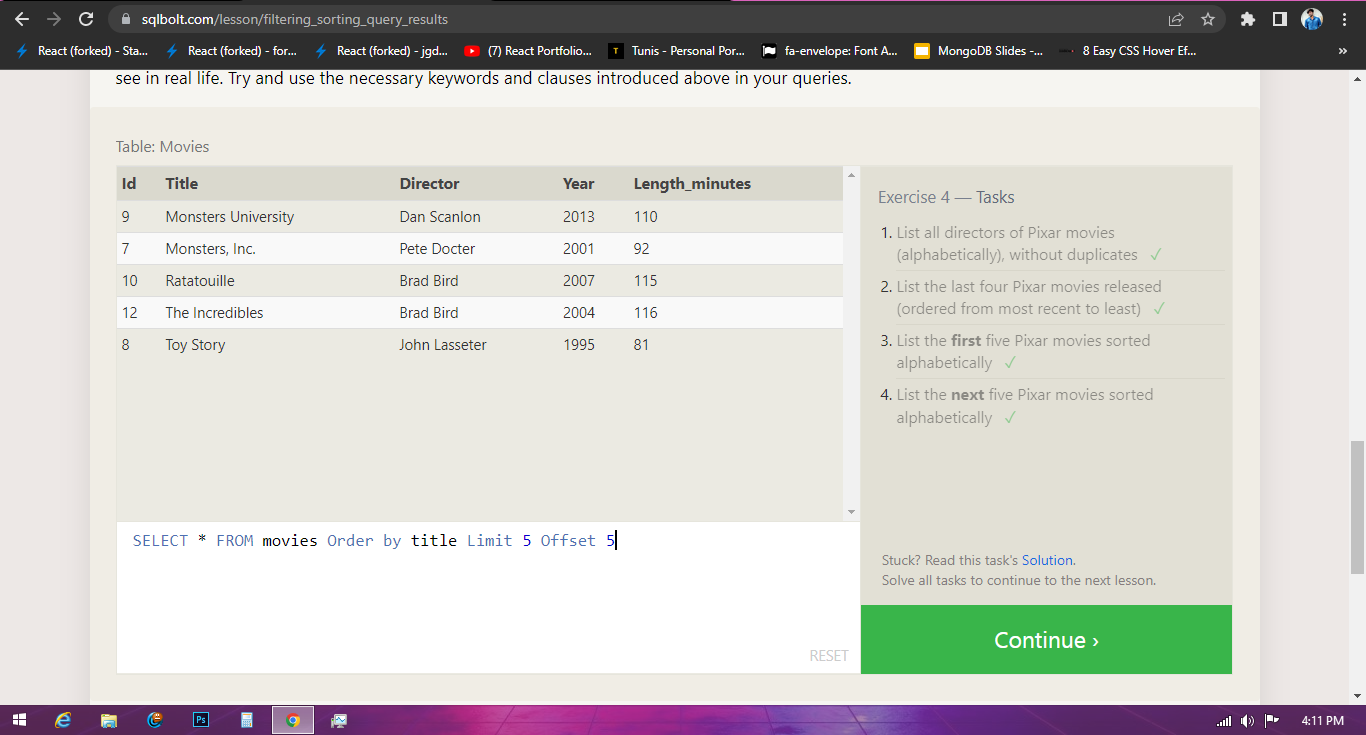 sqlbolt.com/lesson/filtering_sorting_query_results
React (forked) - Sta... React (forked) - for... React (forked) - jgd... (7) React Portfolio... T Tunis - Personal Por... fa-envelope: Font A... MongoDB Slides -... 8 Easy CSS Hover Ef... »
see in real life. Try and use the necessary keywords and clauses introduced above in your queries.
Table: Movies
Id Title Director Year Length_minutes
9 Monsters University Dan Scanlon 2013 110
7 Monsters, Inc. Pete Docter 2001 92
10 Ratatouille Brad Bird 2007 115
12 The Incredibles Brad Bird 2004 116
8 Toy Story John Lasseter 1995 81
SELECT * FROM movies Order by title Limit 5 Offset 5
RESET
Exercise 4 — Tasks
1. List all directors of Pixar movies
(alphabetically), without duplicates ✓
2. List the last four Pixar movies released
(ordered from most recent to least) ✓
3. List the first five Pixar movies sorted
alphabetically ✓
4. List the next five Pixar movies sorted
alphabetically ✓
Stuck? Read this task's Solution.
Solve all tasks to continue to the next lesson.
Continue ›
Ps
4:11 PM